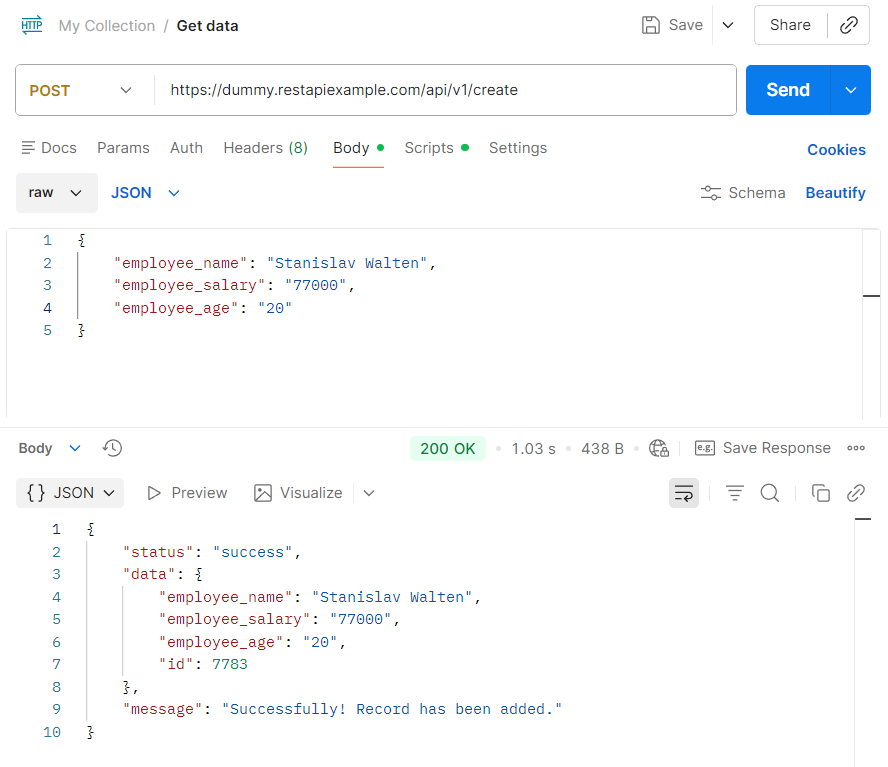 HTTP My Collection / Get data Save Share
POST https://dummy.restapiexample.com/api/v1/create Send
Docs Params Auth Headers (8) Body Scripts Settings Cookies
raw JSON Schema Beautify
1 {
2 "employee_name": "Stanislav Walten",
3 "employee_salary": "77000",
4 "employee_age": "20"
5 }
Body 200 OK 1.03 s 438 B e.g. Save Response
{} JSON Preview Visualize
1 {
2 "status": "success",
3 "data": {
4 "employee_name": "Stanislav Walten",
5 "employee_salary": "77000",
6 "employee_age": "20",
7 "id": 7783
8 },
9 "message": "Successfully! Record has been added."
10 }